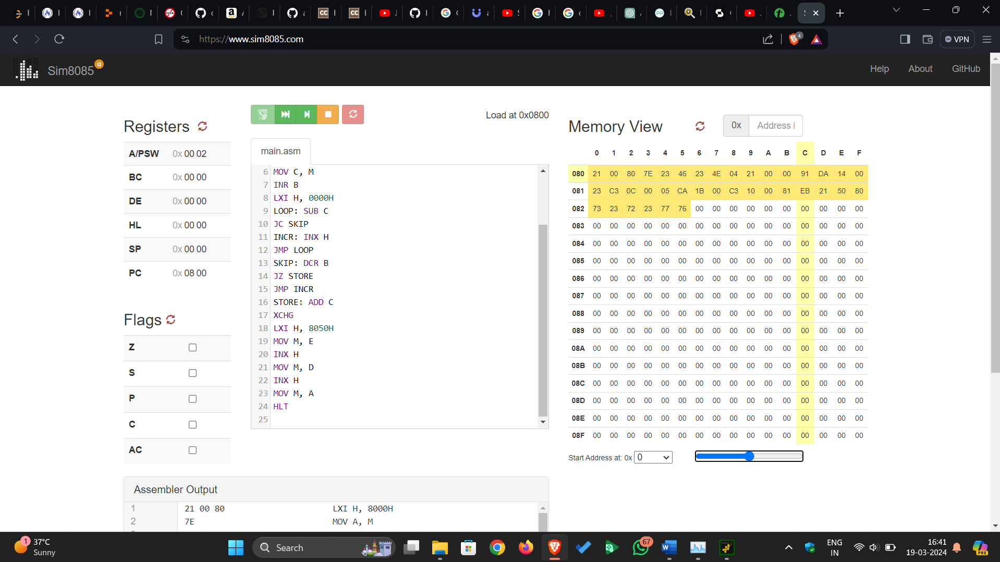 https://www.sim8085.com
4
VPN
Sim8085 α
Help About GitHub
Registers
A/PSW 0x 00 02
BC 0x 00 00
DE 0x 00 00
HL 0x 00 00
SP 0x 00 00
PC 0x 08 00
Flags
Z
S
P
C
AC
Load at 0x0800
main.asm
6 MOV C, M
7 INR B
8 LXI H, 0000H
9 LOOP: SUB C
10 JC SKIP
11 INCR: INX H
12 JMP LOOP
13 SKIP: DCR B
14 JZ STORE
15 JMP INCR
16 STORE: ADD C
17 XCHG
18 LXI H, 8050H
19 MOV M, E
20 INX H
21 MOV M, D
22 INX H
23 MOV M, A
24 HLT
25
Memory View
0x Address i
0 1 2 3 4 5 6 7 8 9 A B C D E F
080 21 00 80 7E 23 46 23 4E 04 21 00 00 91 DA 14 00
081 23 C3 0C 00 05 CA 1B 00 C3 10 00 81 EB 21 50 80
082 73 23 72 23 77 76 00 00 00 00 00 00 00 00 00 00
083 00 00 00 00 00 00 00 00 00 00 00 00 00 00 00 00
084 00 00 00 00 00 00 00 00 00 00 00 00 00 00 00 00
085 00 00 00 00 00 00 00 00 00 00 00 00 00 00 00 00
086 00 00 00 00 00 00 00 00 00 00 00 00 00 00 00 00
087 00 00 00 00 00 00 00 00 00 00 00 00 00 00 00 00
088 00 00 00 00 00 00 00 00 00 00 00 00 00 00 00 00
089 00 00 00 00 00 00 00 00 00 00 00 00 00 00 00 00
08A 00 00 00 00 00 00 00 00 00 00 00 00 00 00 00 00
08B 00 00 00 00 00 00 00 00 00 00 00 00 00 00 00 00
08C 00 00 00 00 00 00 00 00 00 00 00 00 00 00 00 00
08D 00 00 00 00 00 00 00 00 00 00 00 00 00 00 00 00
08E 00 00 00 00 00 00 00 00 00 00 00 00 00 00 00 00
08F 00 00 00 00 00 00 00 00 00 00 00 00 00 00 00 00
Start Address at: 0x 0
Assembler Output
1 21 00 80 LXI H, 8000H
2 7E MOV A, M
1
37°C
Sunny
Search
67
ENG
IN
16:41
19-03-2024
PRE